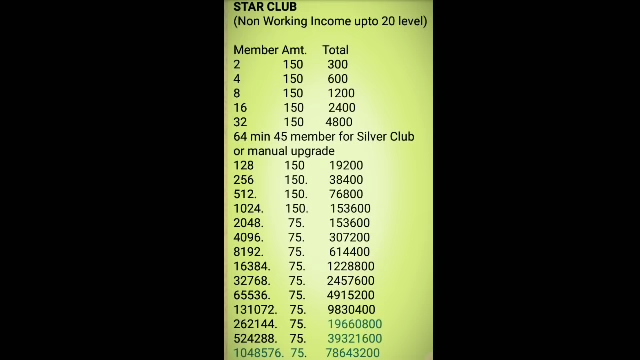 STAR CLUB
(Non Working Income upto 20 level)
Member Amt. Total
2 150 300
4 150 600
8 150 1200
16 150 2400
32 150 4800
64 min 45 member for Silver Club
or manual upgrade
128 150 19200
256 150. 38400
512. 150. 76800
1024. 150. 153600
2048. 75. 153600
4096. 75. 307200
8192. 75. 614400
16384. 75. 1228800
32768. 75. 2457600
65536. 75. 4915200
131072. 75. 9830400
262144. 75. 19660800
524288. 75. 39321600
1048576. 75. 78643200